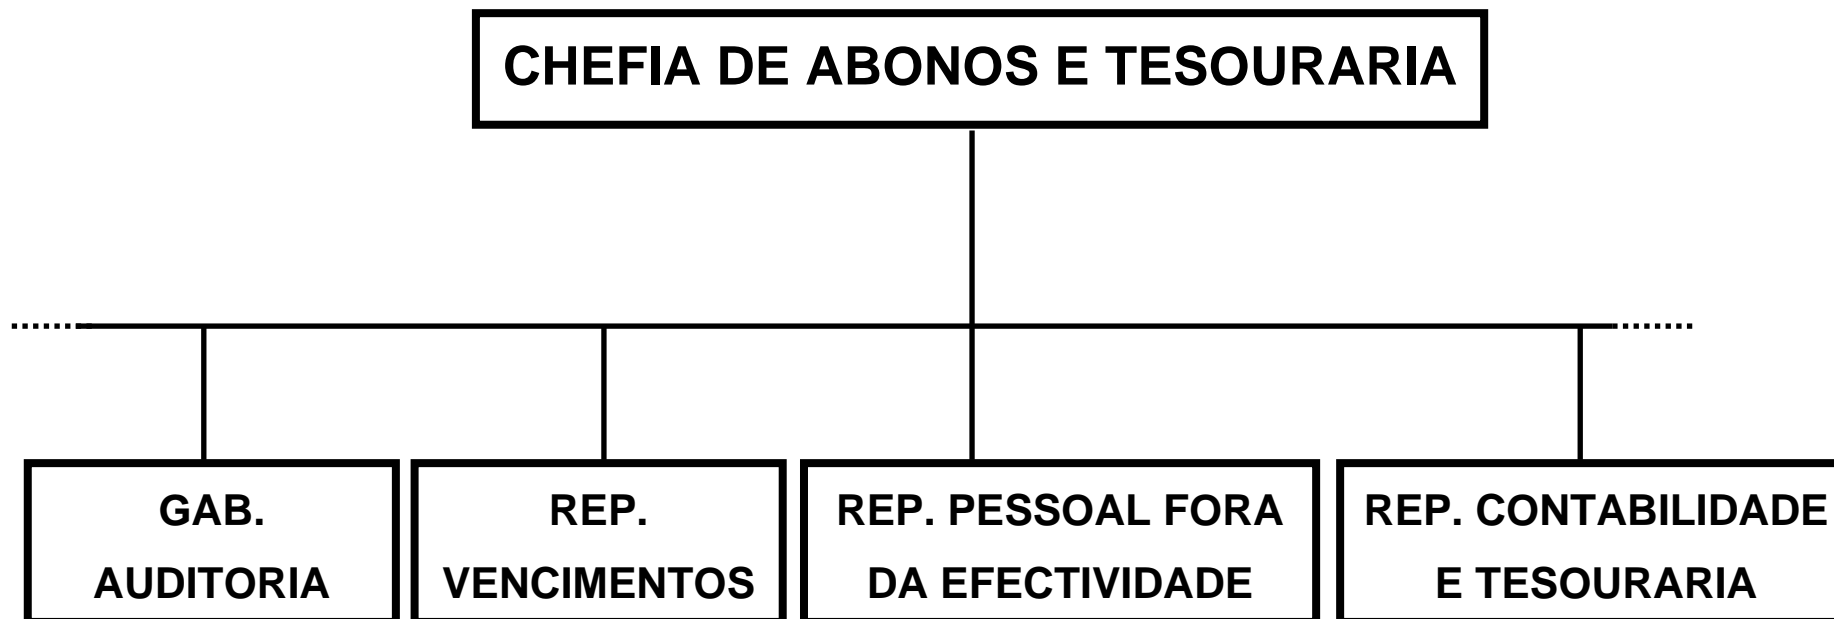 CHEFIA DE ABONOS E TESOURARIA
GAB.
AUDITORIA
REP.
VENCIMENTOS
REP. PESSOAL FORA
DA EFECTIVIDADE
REP. CONTABILIDADE
E TESOURARIA